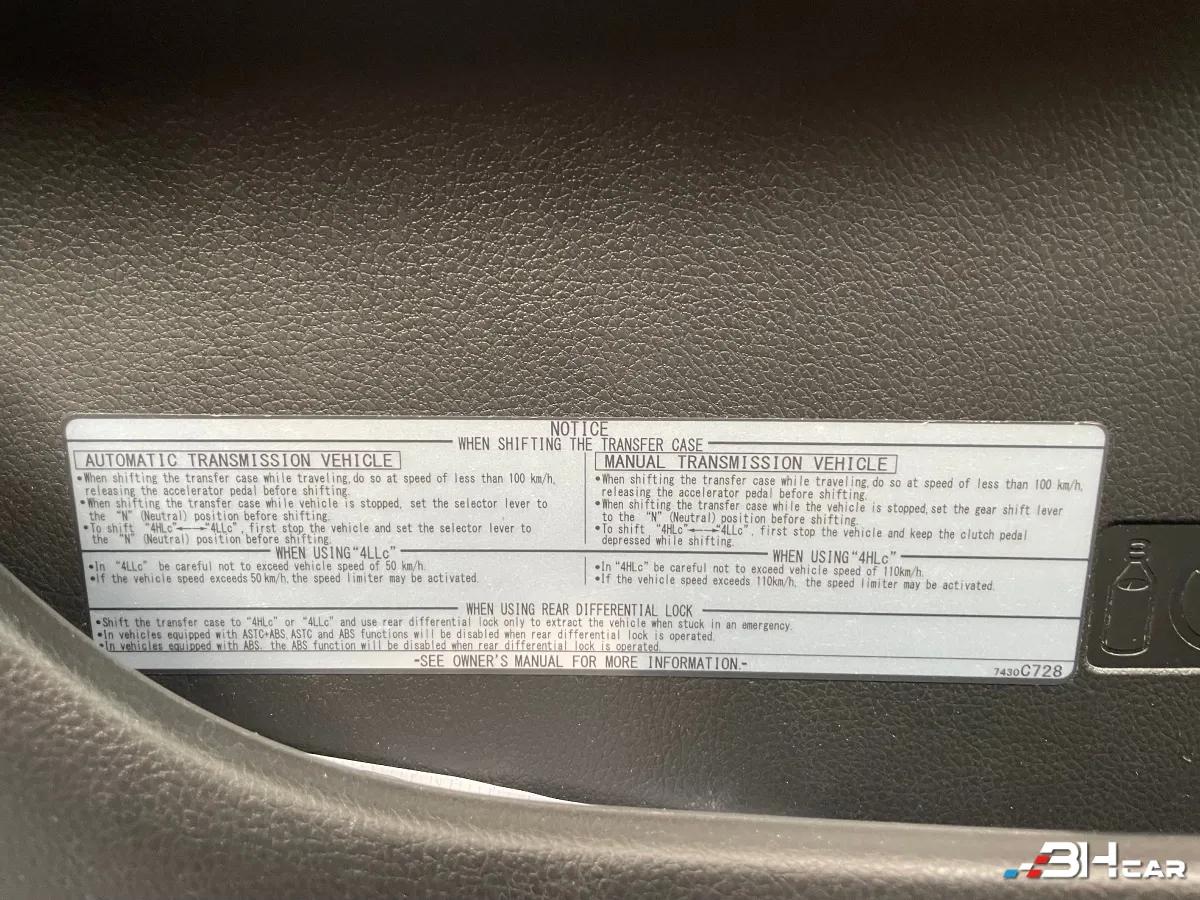 NOTICE
WHEN SHIFTING THE TRANSFER CASE
AUTOMATIC TRANSMISSION VEHICLE
•When shifting the transfer case while traveling, do so at speed of less than 100 km/h,
releasing the accelerator pedal before shifting.
•When shifting the transfer case while vehicle is stopped, set the selector lever to
the "N" (Neutral) position before shifting.
•To shift "4HLc"←→"4LLc", first stop the vehicle and set the selector lever to
the "N" (Neutral) position before shifting.
MANUAL TRANSMISSION VEHICLE
•When shifting the transfer case while traveling, do so at speed of less than 100 km/h,
releasing the accelerator pedal before shifting.
•When shifting the transfer case while the vehicle is stopped, set the gear shift lever
to the "N" (Neutral) position before shifting.
•To shift "4HLc"←→"4LLc", first stop the vehicle and keep the clutch pedal
depressed while shifting.
WHEN USING "4LLc"
•In "4LLc" be careful not to exceed vehicle speed of 50 km/h.
•If the vehicle speed exceeds 50 km/h, the speed limiter may be activated.
WHEN USING "4HLc"
•In "4HLc" be careful not to exceed vehicle speed of 110km/h.
•If the vehicle speed exceeds 110km/h, the speed limiter may be activated.
WHEN USING REAR DIFFERENTIAL LOCK
•Shift the transfer case to "4HLc" or "4LLc" and use rear differential lock only to extract the vehicle when stuck in an emergency.
•In vehicles equipped with ASTC+ABS, ASTC and ABS functions will be disabled when rear differential lock is operated.
•In vehicles equipped with ABS, the ABS function will be disabled when rear differential lock is operated.
-SEE OWNER'S MANUAL FOR MORE INFORMATION.-
7430C728
3HCAR